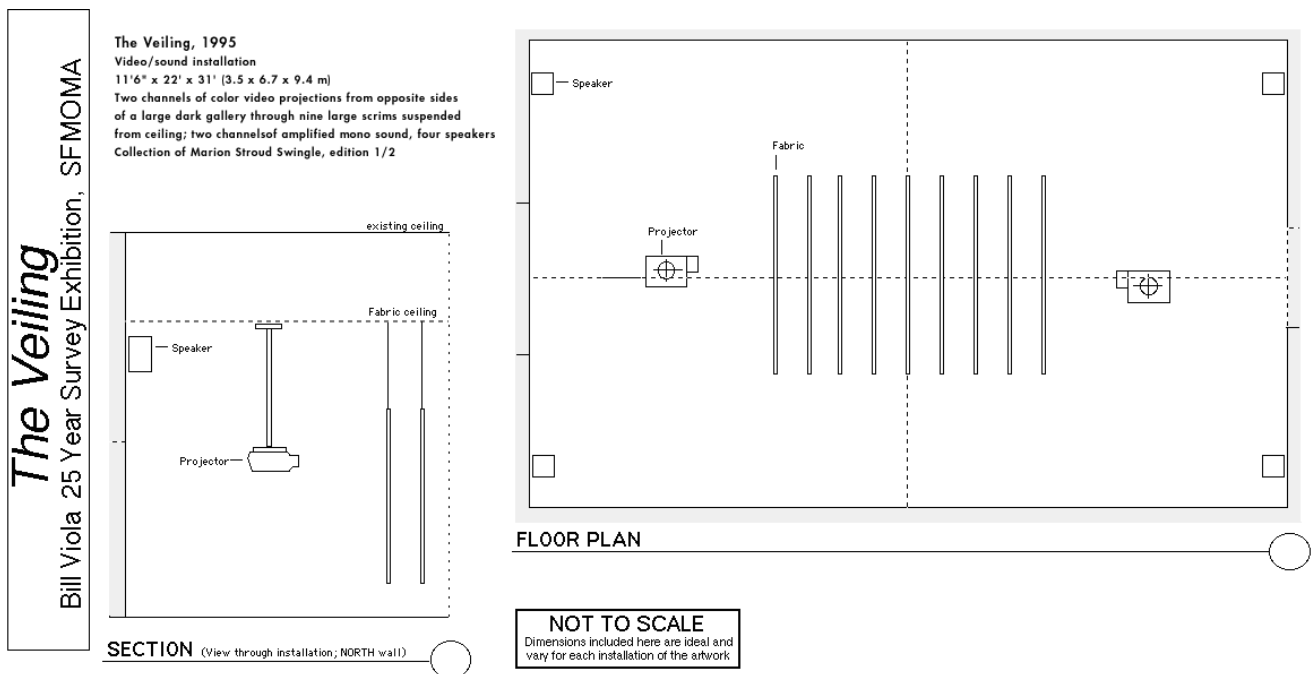 The Veiling
Bill Viola 25 Year Survey Exhibition, SFMOMA
The Veiling, 1995
Video/sound installation
11'6" x 22' x 31' (3.5 x 6.7 x 9.4 m)
Two channels of color video projections from opposite sides
of a large dark gallery through nine large scrims suspended
from ceiling; two channelsof amplified mono sound, four speakers
Collection of Marion Stroud Swingle, edition 1/2
existing ceiling
Fabric ceiling
Speaker
Projector
SECTION (View through installation; NORTH wall)
Speaker
Fabric
Projector
FLOOR PLAN
NOT TO SCALE
Dimensions included here are ideal and
vary for each installation of the artwork